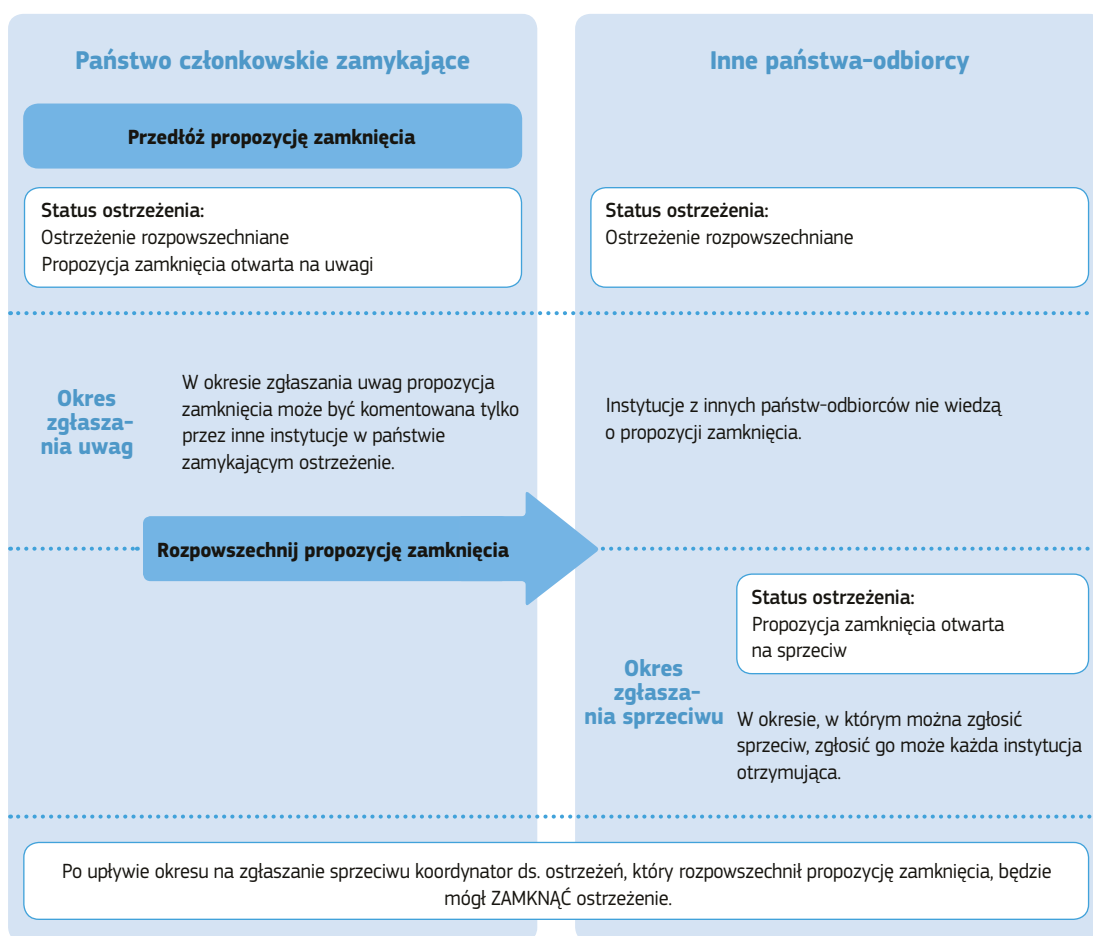 Państwo członkowskie zamykające
Inne państwa-odbiorcy
Przedłóż propozycję zamknięcia
Status ostrzeżenia:
Ostrzeżenie rozpowszechniane
Propozycja zamknięcia otwarta na uwagi
Status ostrzeżenia:
Ostrzeżenie rozpowszechniane
Okres
zgłasza-
nia uwag
W okresie zgłaszania uwag propozycja
zamknięcia może być komentowana tylko
przez inne instytucje w państwie
zamykającym ostrzeżenie.
Instytucje z innych państw-odbiorców nie wiedzą
o propozycji zamknięcia.
Rozpowszechnij propozycję zamknięcia
Status ostrzeżenia:
Propozycja zamknięcia otwarta
na sprzeciw
Okres
zgłasza-
nia sprzeciwu
W okresie, w którym można zgłosić
sprzeciw, zgłosić go może każda instytucja
otrzymująca.
Po upływie okresu na zgłaszanie sprzeciwu koordynator ds. ostrzeżeń, który rozpowszechnił propozycję zamknięcia, będzie
mógł ZAMKNĄĆ ostrzeżenie.